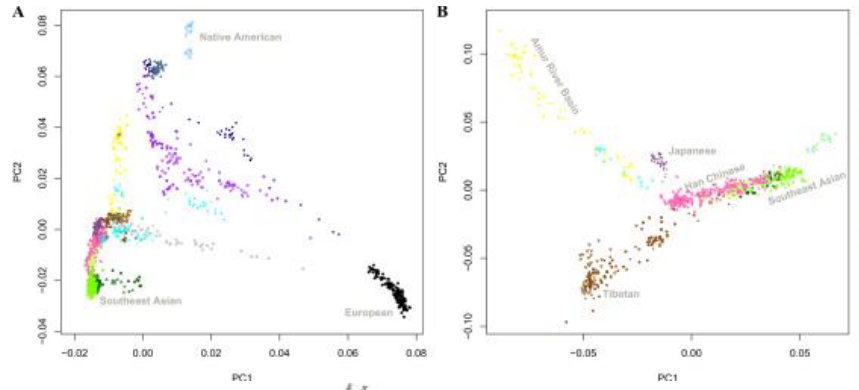 A
Native American
Southeast Asian
European
PC2
0.08
0.06
0.04
0.02
0.00
−0.02
−0.04
−0.02
0.00
0.02
0.04
0.06
0.08
PC1
B
Amur River Basin
Japanese
Han Chinese
Southeast Asian
Tibetan
PC2
0.10
0.05
0.00
−0.05
−0.10
−0.05
0.00
0.05
PC1